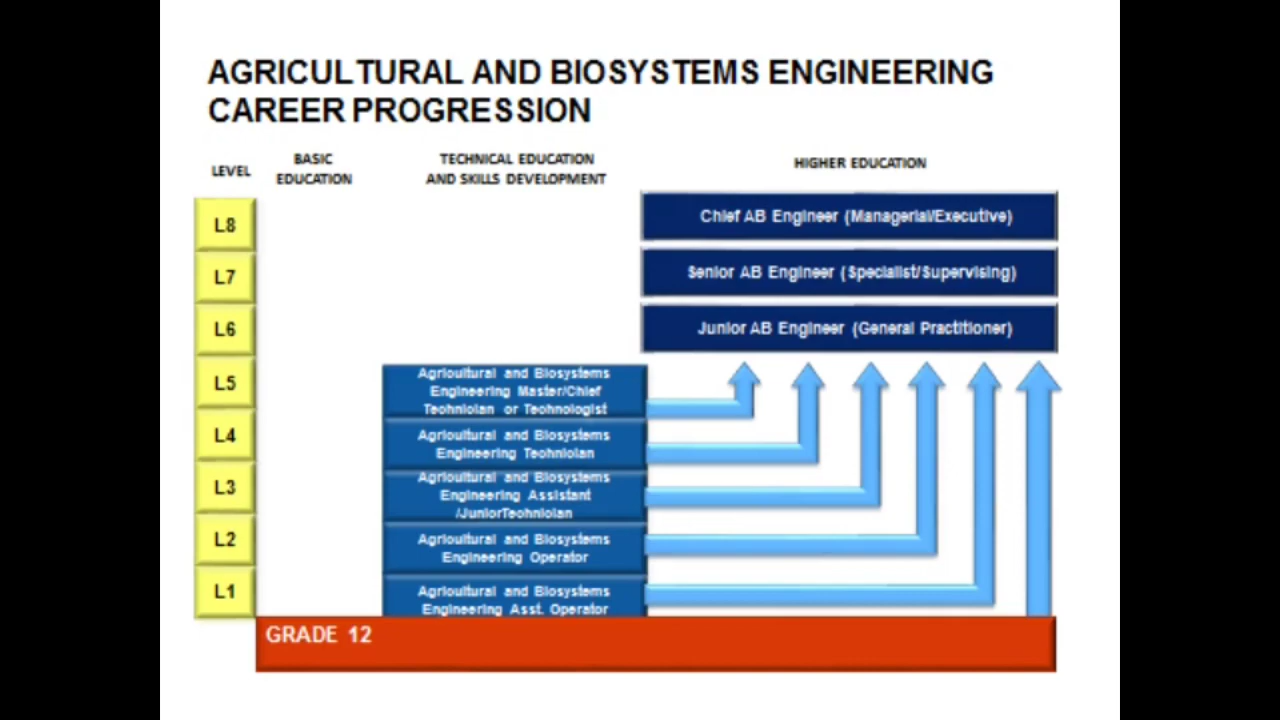 AGRICULTURAL AND BIOSYSTEMS ENGINEERING
CAREER PROGRESSION
LEVEL
BASIC
EDUCATION
TECHNICAL EDUCATION
AND SKILLS DEVELOPMENT
HIGHER EDUCATION
L8
Chief AB Engineer (Managerial/Executive)
L7
Senior AB Engineer (Specialist/Supervising)
L6
Junior AB Engineer (General Practitioner)
L5
Agricultural and Biosystems
Engineering Master/Chief
Technician or Technologist
L4
Agricultural and Biosystems
Engineering Technician
L3
Agricultural and Biosystems
Engineering Assistant
/JuniorTechnician
L2
Agricultural and Biosystems
Engineering Operator
L1
Agricultural and Biosystems
Engineering Asst. Operator
GRADE 12